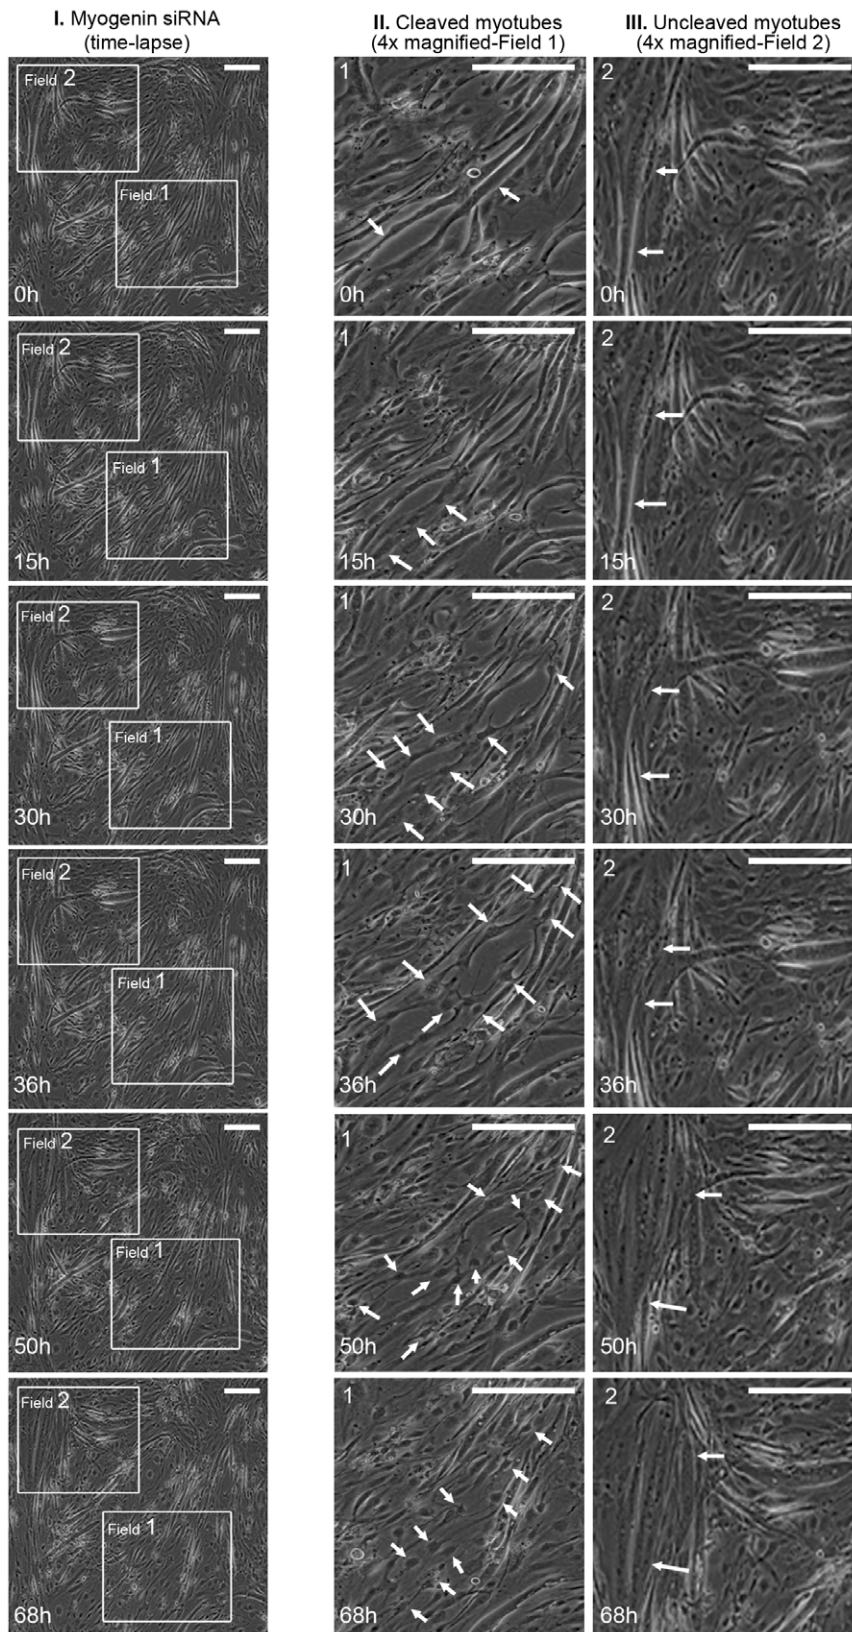 I. Myogenin siRNA
(time-lapse)
II. Cleaved myotubes
(4x magnified-Field 1)
III. Uncleaved myotubes
(4x magnified-Field 2)
Field 2
Field 1
0h
1
0h
2
0h
Field 2
Field 1
15h
1
15h
2
15h
Field 2
Field 1
30h
1
30h
2
30h
Field 2
Field 1
36h
1
36h
2
36h
Field 2
Field 1
50h
1
50h
2
50h
Field 2
Field 1
68h
1
68h
2
68h